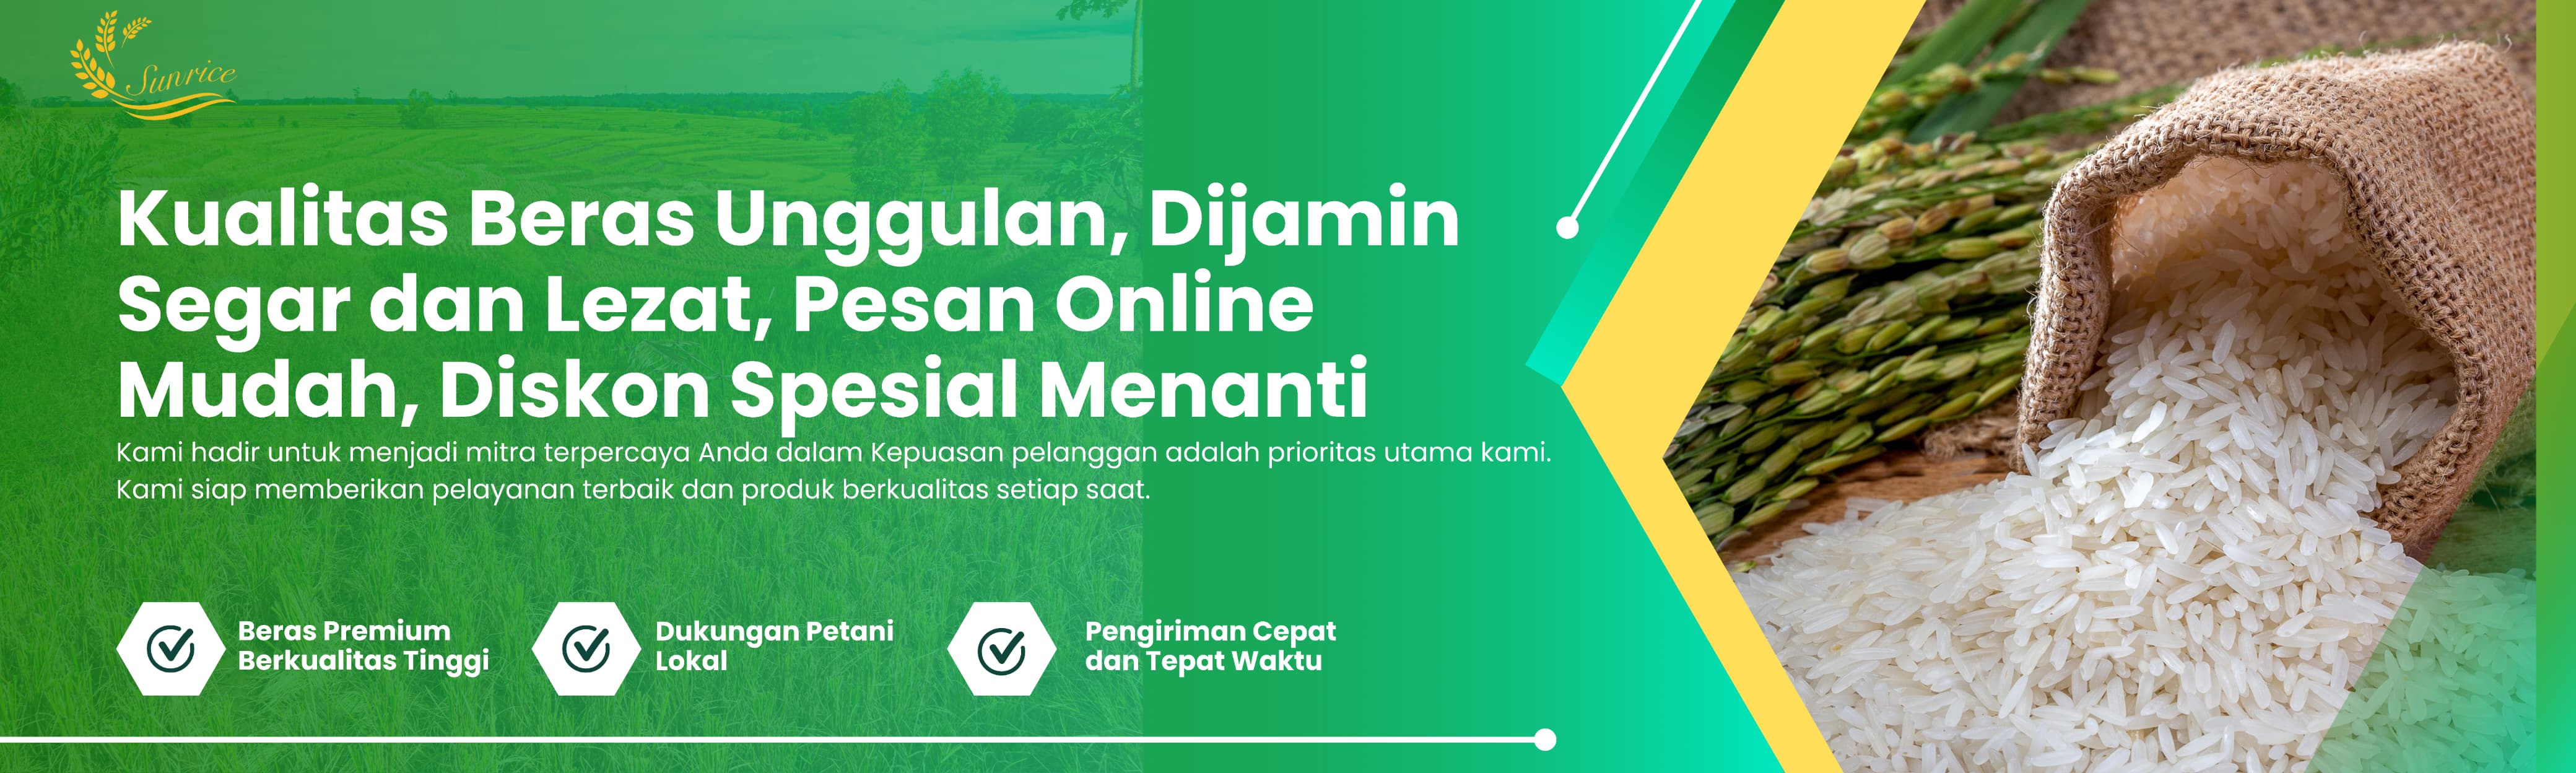 Sunrice
Kualitas Beras Unggulan, Dijamin
Segar dan Lezat, Pesan Online
Mudah, Diskon Spesial Menanti
Kami hadir untuk menjadi mitra terpercaya Anda dalam Kepuasan pelanggan adalah prioritas utama kami.
Kami siap memberikan pelayanan terbaik dan produk berkualitas setiap saat.
Beras Premium
Berkualitas Tinggi
Dukungan Petani
Lokal
Pengiriman Cepat
dan Tepat Waktu